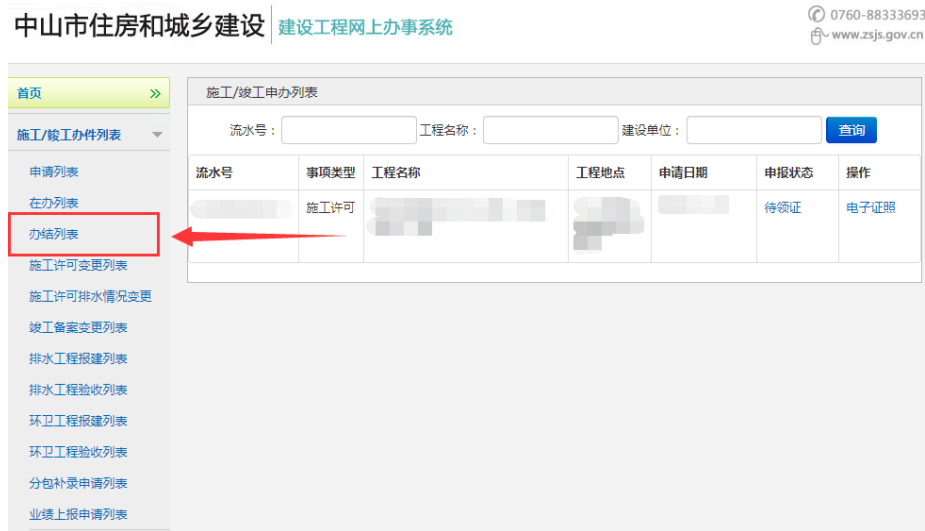 中山市住房和城乡建设 建设工程网上办事系统
0760-88333693
www.zsjs.gov.cn
首页
施工/竣工办件列表
申请列表
在办列表
办结列表
施工许可变更列表
施工许可排水情况变更
竣工备案变更列表
排水工程报建列表
排水工程验收列表
环卫工程报建列表
环卫工程验收列表
分包补录申请列表
业绩上报申请列表
施工/竣工申办列表
流水号： 工程名称： 建设单位： 查询
流水号 事项类型 工程名称 工程地点 申请日期 申报状态 操作
施工许可 待领证 电子证照